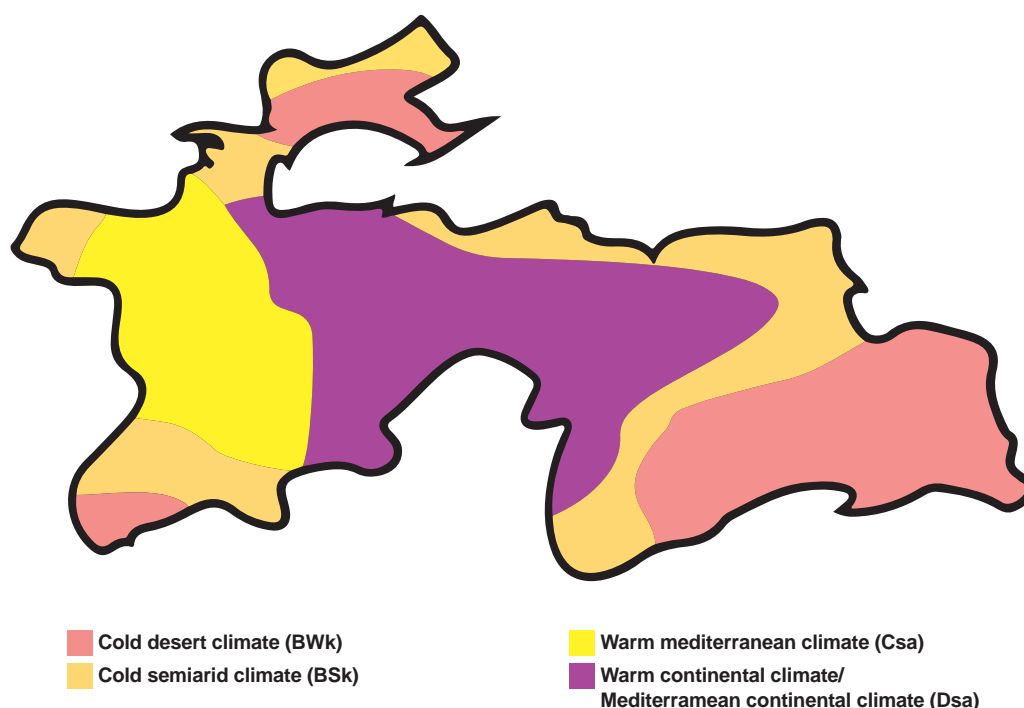 Cold desert climate (BWk)
Cold semiarid climate (BSk)
Warm mediterranean climate (Csa)
Warm continental climate/
Mediterramean continental climate (Dsa)